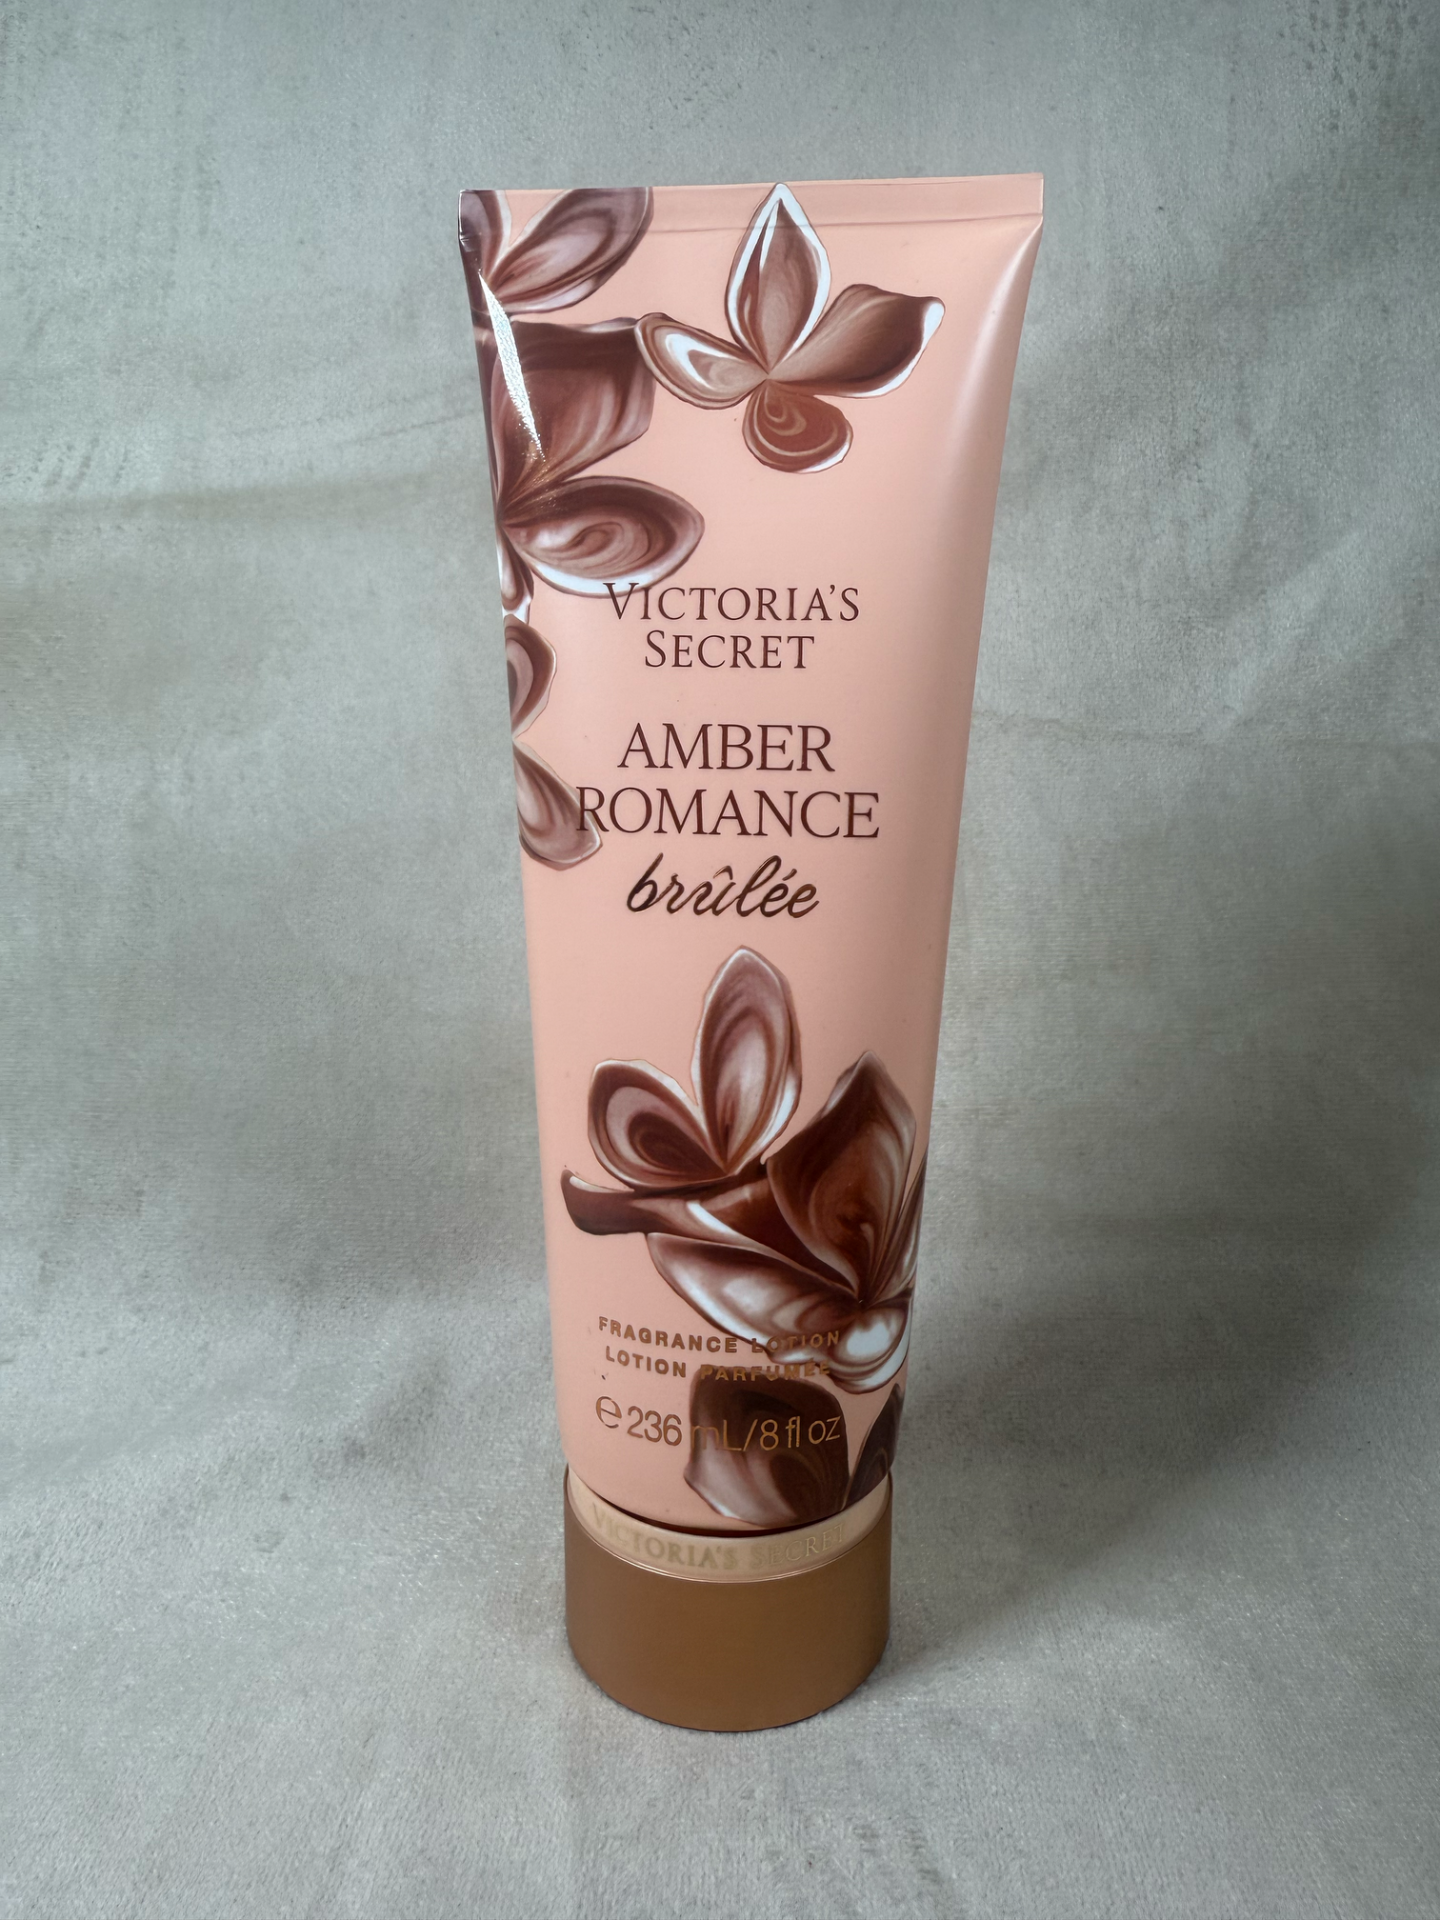 VICTORIA'S
SECRET
AMBER
ROMANCE
brûlée
FRAGRANCE LOTION
LOTION PARFUMÉE
℮ 236 mL/8 fl oz
VICTORIA'S SECRET